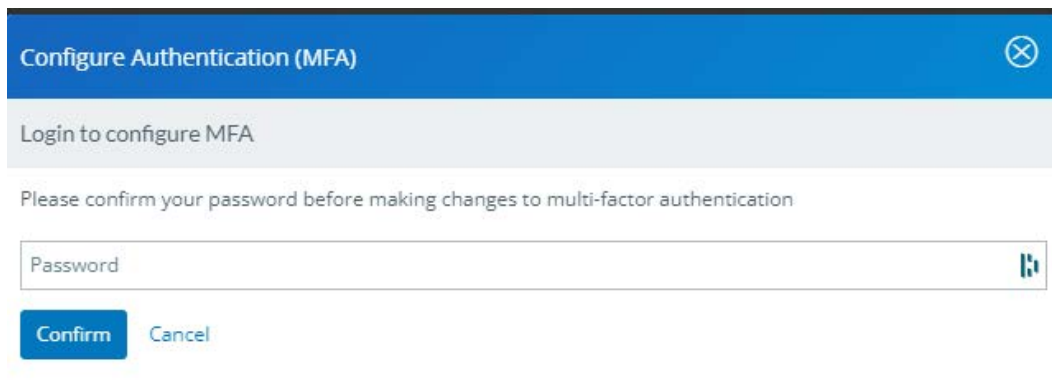 Configure Authentication (MFA)
Login to configure MFA
Please confirm your password before making changes to multi-factor authentication
Password
Confirm Cancel